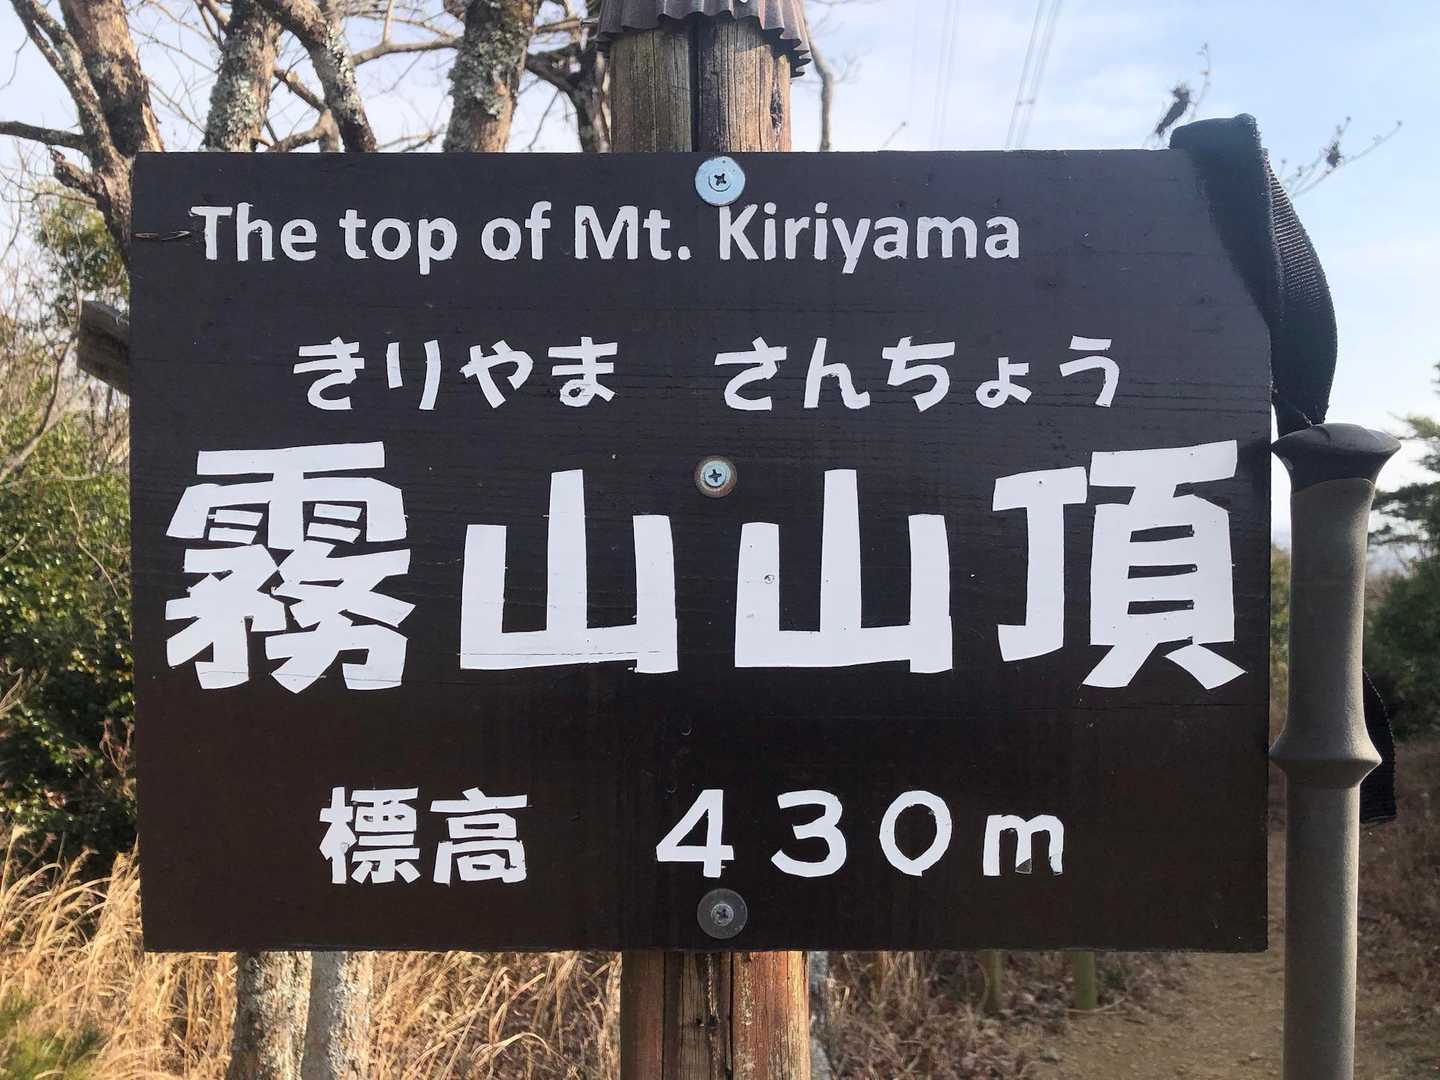 The top of Mt. Kiriyama
きりやま　さんちょう
霧山山頂
標高　４３０ｍ